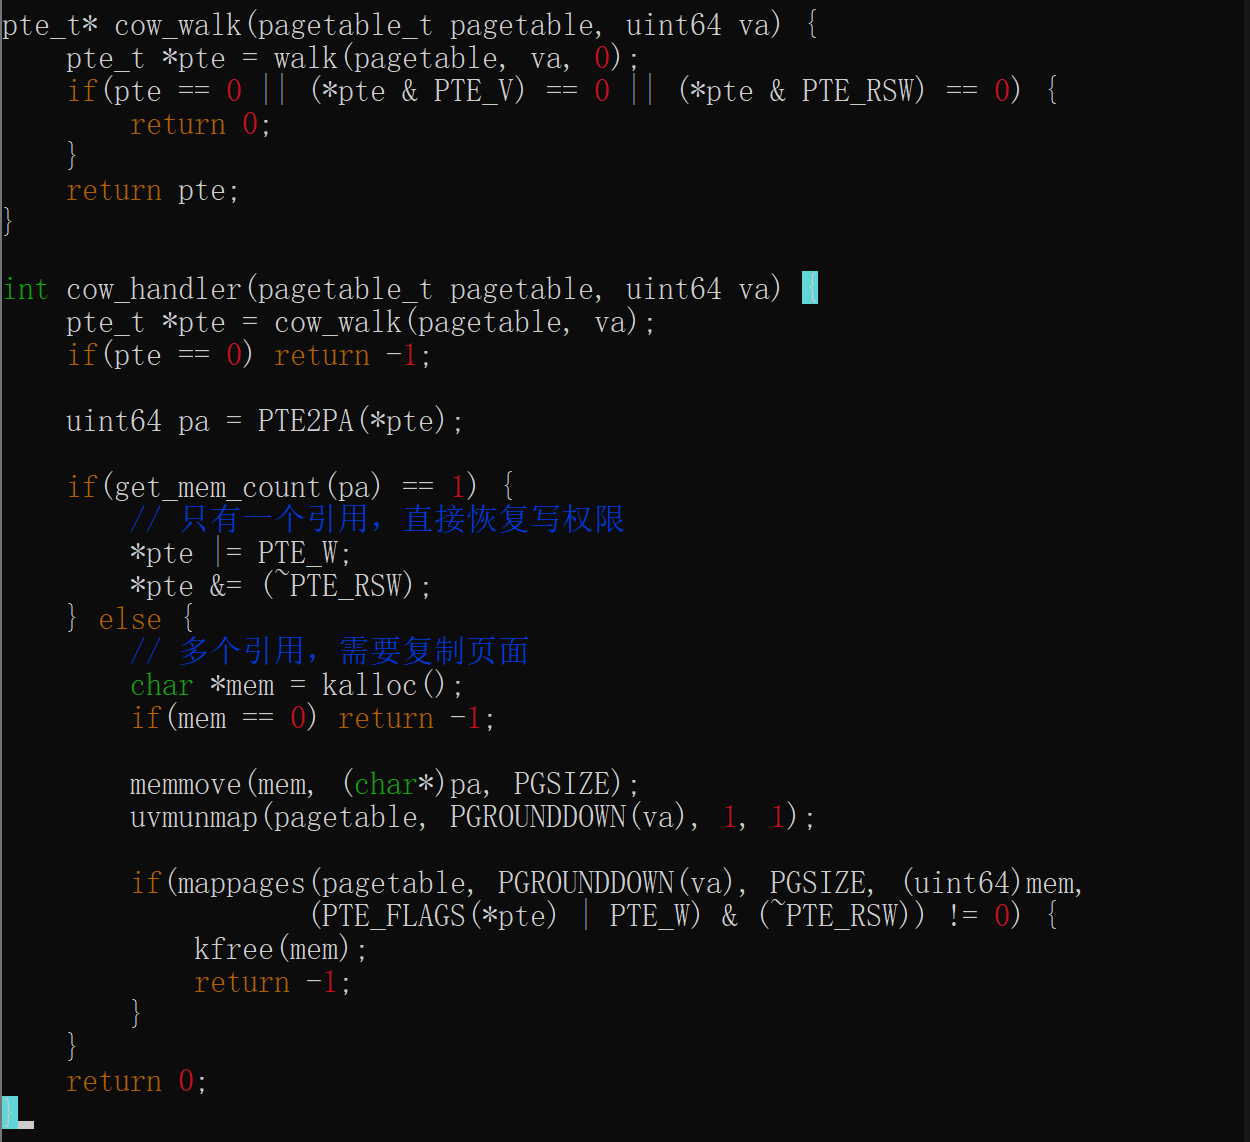 pte_t* cow_walk(pagetable_t pagetable, uint64 va) {
    pte_t *pte = walk(pagetable, va, 0);
    if(pte == 0 || (*pte & PTE_V) == 0 || (*pte & PTE_RSW) == 0) {
        return 0;
    }
    return pte;
}

int cow_handler(pagetable_t pagetable, uint64 va) {
    pte_t *pte = cow_walk(pagetable, va);
    if(pte == 0) return -1;

    uint64 pa = PTE2PA(*pte);

    if(get_mem_count(pa) == 1) {
        // 只有一个引用，直接恢复写权限
        *pte |= PTE_W;
        *pte &= (~PTE_RSW);
    } else {
        // 多个引用，需要复制页面
        char *mem = kalloc();
        if(mem == 0) return -1;

        memmove(mem, (char*)pa, PGSIZE);
        uvmunmap(pagetable, PGROUNDDOWN(va), 1, 1);

        if(mappages(pagetable, PGROUNDDOWN(va), PGSIZE, (uint64)mem,
                   (PTE_FLAGS(*pte) | PTE_W) & (~PTE_RSW)) != 0) {
            kfree(mem);
            return -1;
        }
    }
    return 0;
}